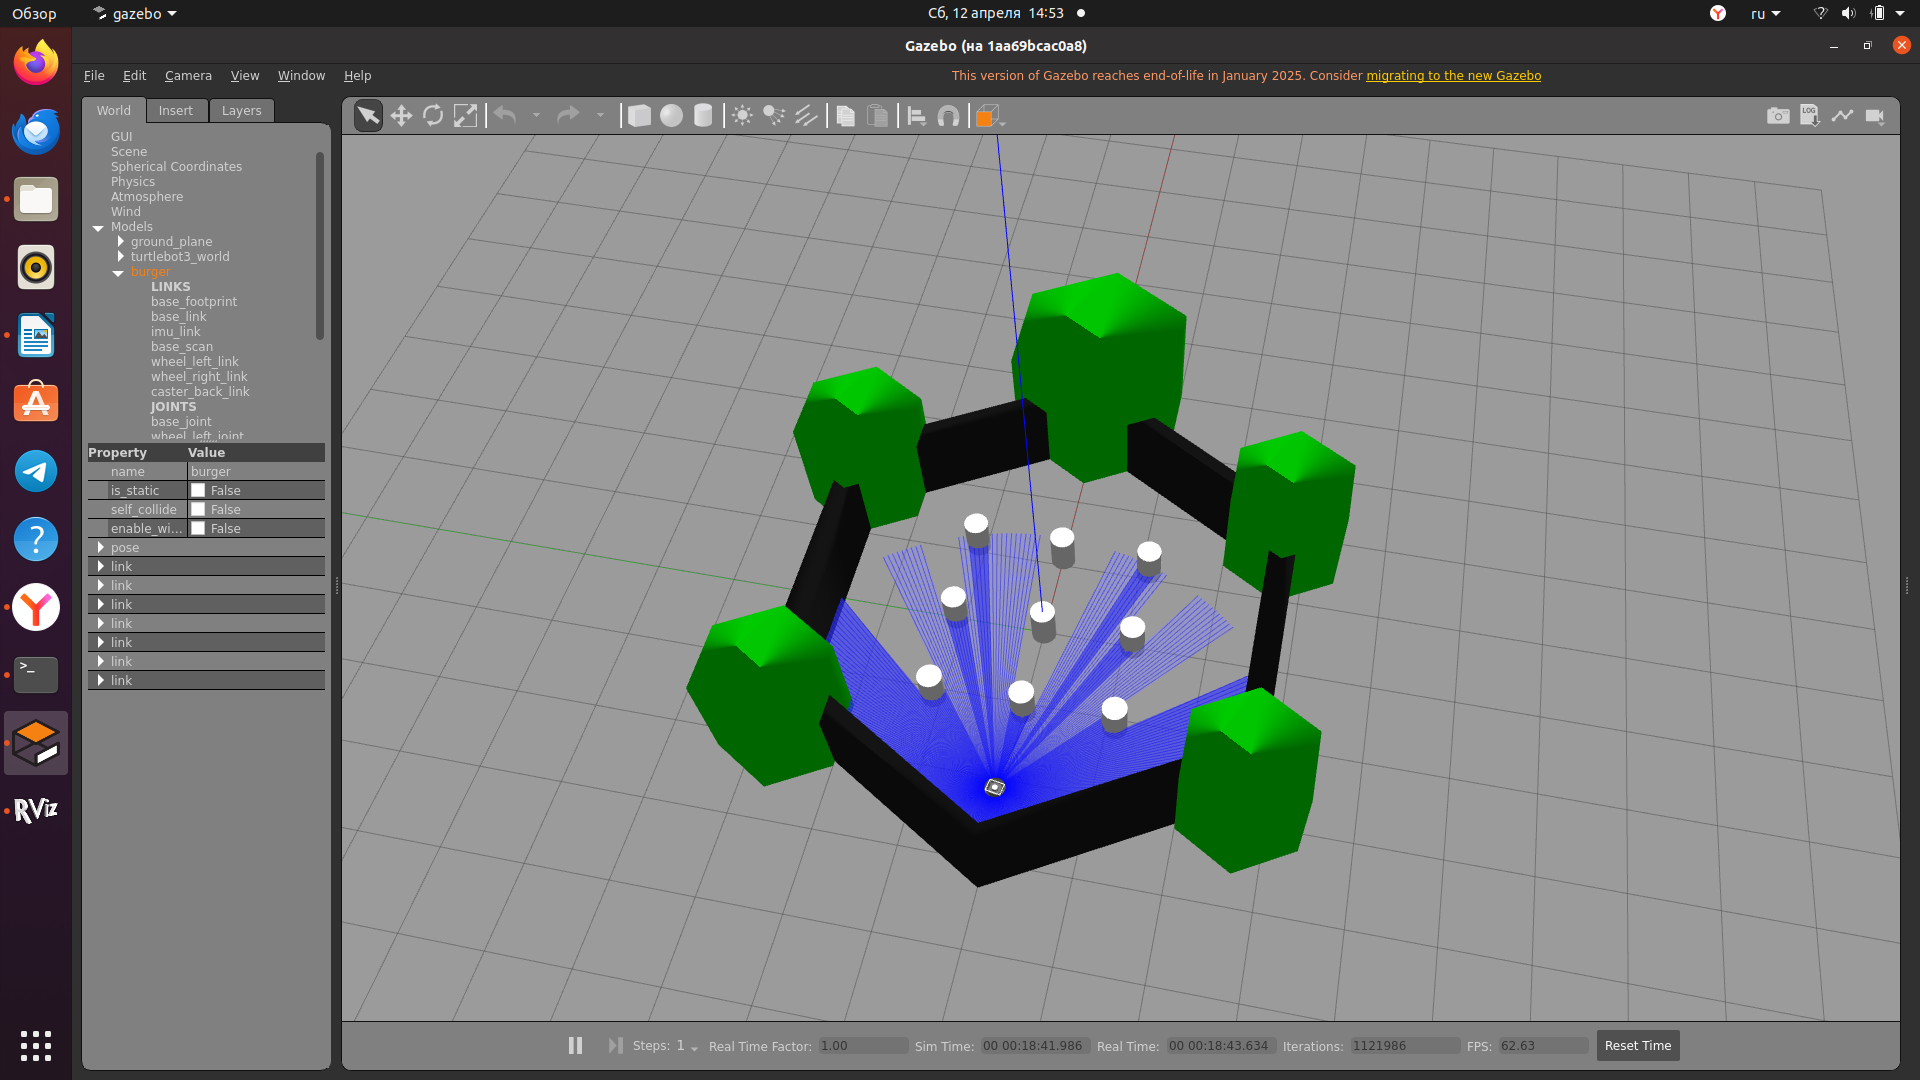 Обзор
gazebo
Сб, 12 апреля 14:53
ru
Gazebo (на 1aa69bcac0a8)
File Edit Camera View Window Help
This version of Gazebo reaches end-of-life in January 2025. Consider migrating to the new Gazebo
World Insert Layers
LOG
GUI
Scene
Spherical Coordinates
Physics
Atmosphere
Wind
Models
ground_plane
turtlebot3_world
burger
LINKS
base_footprint
base_link
imu_link
base_scan
wheel_left_link
wheel_right_link
caster_back_link
JOINTS
base_joint
wheel_left_joint
Property Value
name burger
is_static False
self_collide False
enable_wi... False
pose
link
link
link
link
link
link
link
RViz
Steps: 1 Real Time Factor: 1.00 Sim Time: 00 00:18:41.986 Real Time: 00 00:18:43.634 Iterations: 1121986 FPS: 62.63 Reset Time